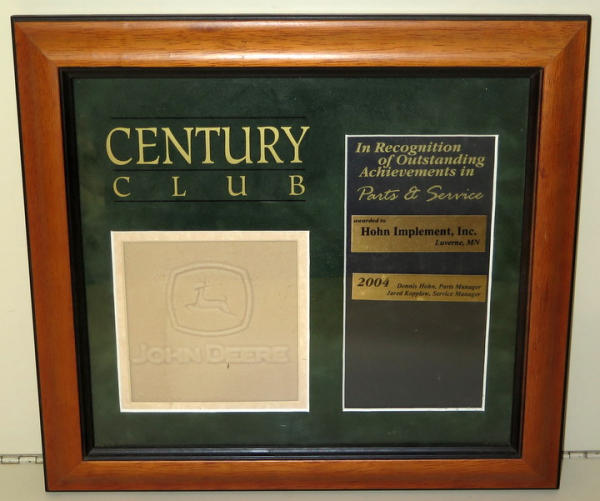 CENTURY
CLUB
JOHN DEERE
In Recognition
of Outstanding
Achievements in
Parts & Service
awarded to
Hohn Implement, Inc.
Luverne, MN
2004 Dennis Hohn, Parts Manager
Jared Kopplow, Service Manager